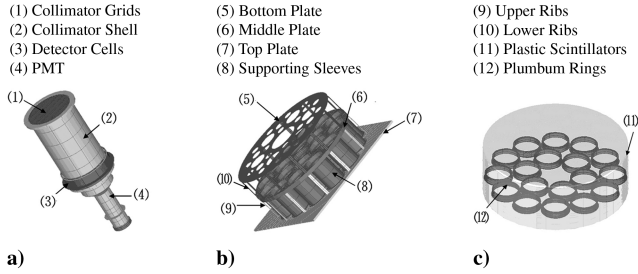 (1) Collimator Grids
(2) Collimator Shell
(3) Detector Cells
(4) PMT
(5) Bottom Plate
(6) Middle Plate
(7) Top Plate
(8) Supporting Sleeves
(9) Upper Ribs
(10) Lower Ribs
(11) Plastic Scintillators
(12) Plumbum Rings
(1)
(2)
(3)
(4)
(5)
(6)
(7)
(8)
(10)
(9)
(11)
(12)
a)
b)
c)